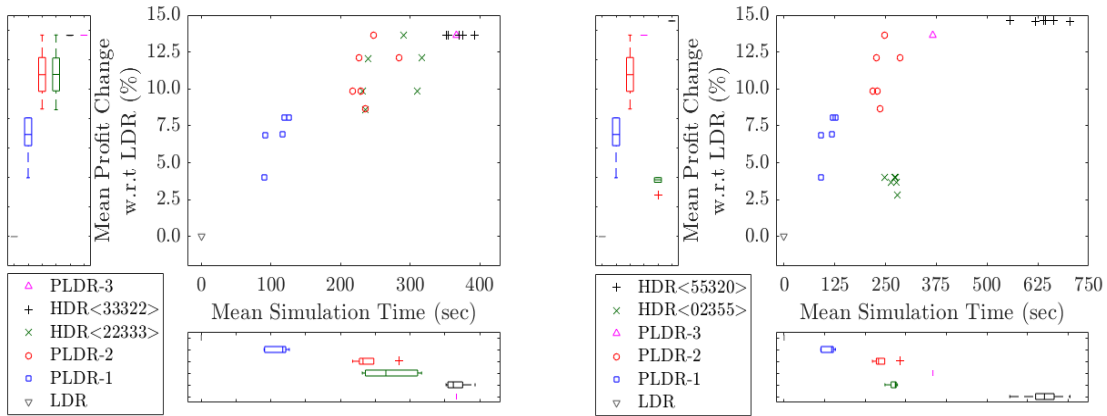 15.0
12.5
10.0
7.5
5.0
2.5
0.0
Mean Profit Change
w.r.t LDR (%)
0 100 200 300 400
Mean Simulation Time (sec)
PLDR-3
HDR<33322>
HDR<22333>
PLDR-2
PLDR-1
LDR
15.0
12.5
10.0
7.5
5.0
2.5
0.0
Mean Profit Change
w.r.t LDR (%)
0 125 250 375 500 625 750
Mean Simulation Time (sec)
HDR<55320>
HDR<02355>
PLDR-3
PLDR-2
PLDR-1
LDR